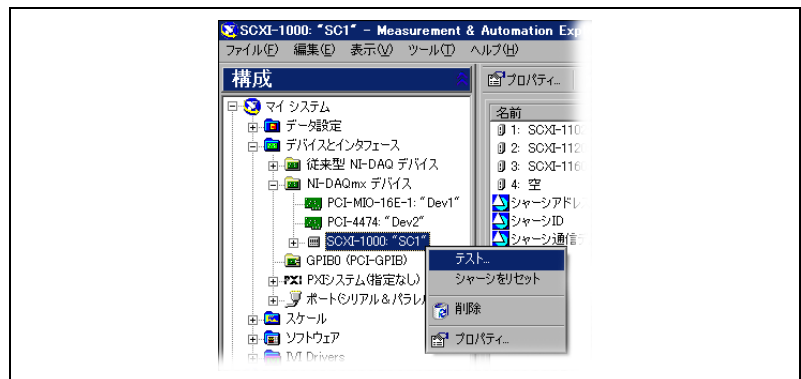 SCXI-1000: "SC1" - Measurement & Automation Exp
ファイル(F) 編集(E) 表示(V) ツール(T) ヘルプ(H)
構成
プロパティ...
マイ システム
データ設定
デバイスとインタフェース
従来型 NI-DAQ デバイス
NI-DAQmx デバイス
PCI-MIO-16E-1: "Dev1"
PCI-4474: "Dev2"
SCXI-1000: "SC1"
GPIB0 (PCI-GPIB)
PXI PXIシステム(指定なし)
ポート(シリアル & パラレル
スケール
ソフトウェア
IVI Drivers
名前
1: SCXI-110
2: SCXI-112
3: SCXI-116
4: 空
シャーシアドレ
シャーシID
シャーシ通信
テスト...
シャーシをリセット
削除
プロパティ...